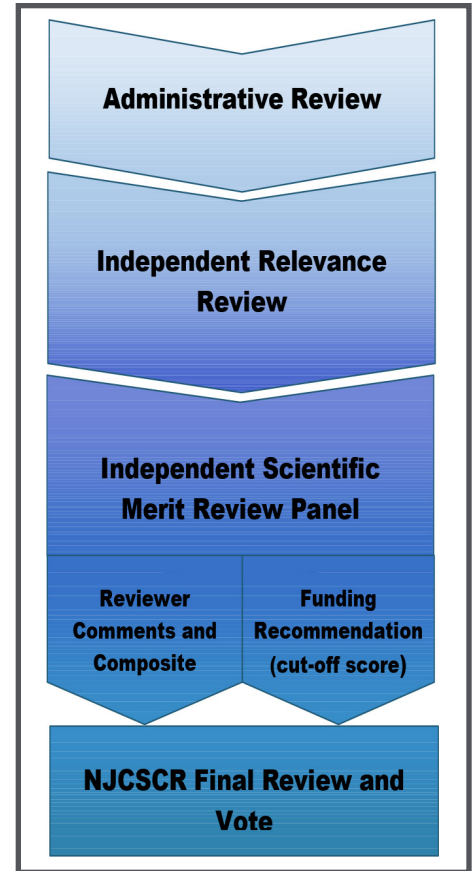 Administrative Review
Independent Relevance
Review
Independent Scientific
Merit Review Panel
Reviewer
Comments and
Composite
Funding
Recommendation
(cut-off score)
NJCSCR Final Review and
Vote